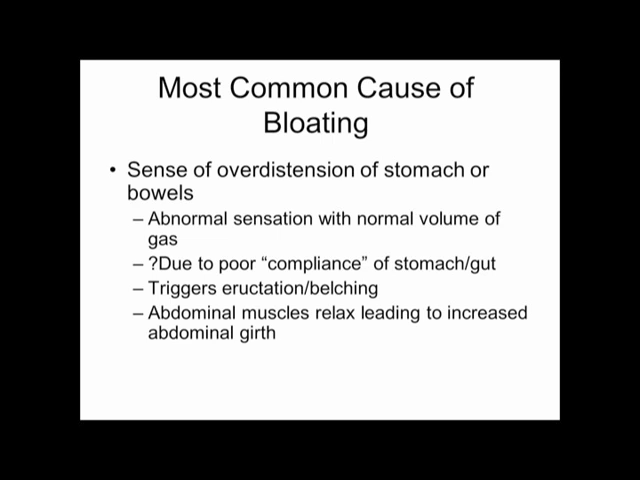 Most Common Cause of
Bloating
• Sense of overdistension of stomach or
bowels
– Abnormal sensation with normal volume of
gas
– ?Due to poor “compliance” of stomach/gut
– Triggers eructation/belching
– Abdominal muscles relax leading to increased
abdominal girth